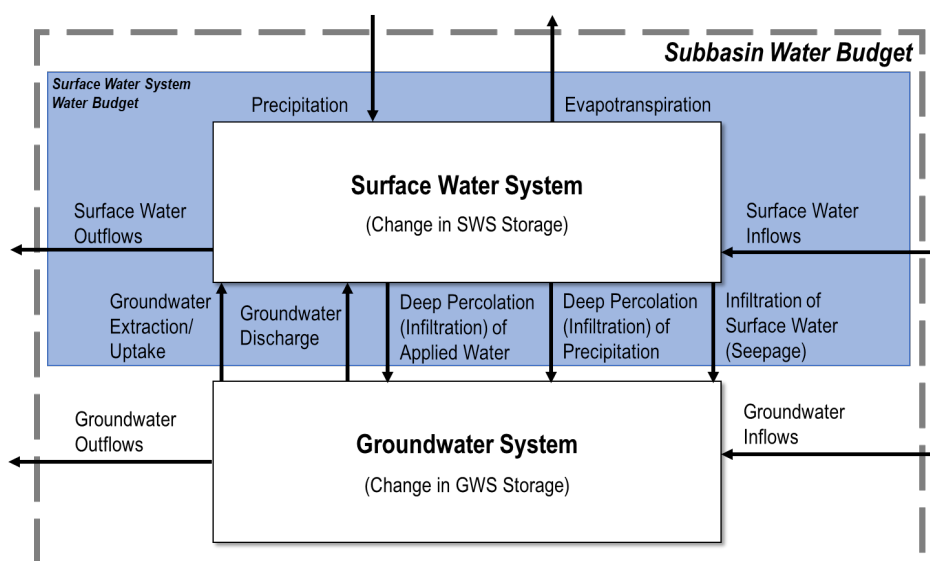 Subbasin Water Budget
Surface Water System
Water Budget
Precipitation
Evapotranspiration
Surface Water System
(Change in SWS Storage)
Surface Water
Outflows
Surface Water
Inflows
Groundwater
Extraction/
Uptake
Groundwater
Discharge
Deep Percolation
(Infiltration) of
Applied Water
Deep Percolation
(Infiltration) of
Precipitation
Infiltration of
Surface Water
(Seepage)
Groundwater
Outflows
Groundwater System
(Change in GWS Storage)
Groundwater
Inflows